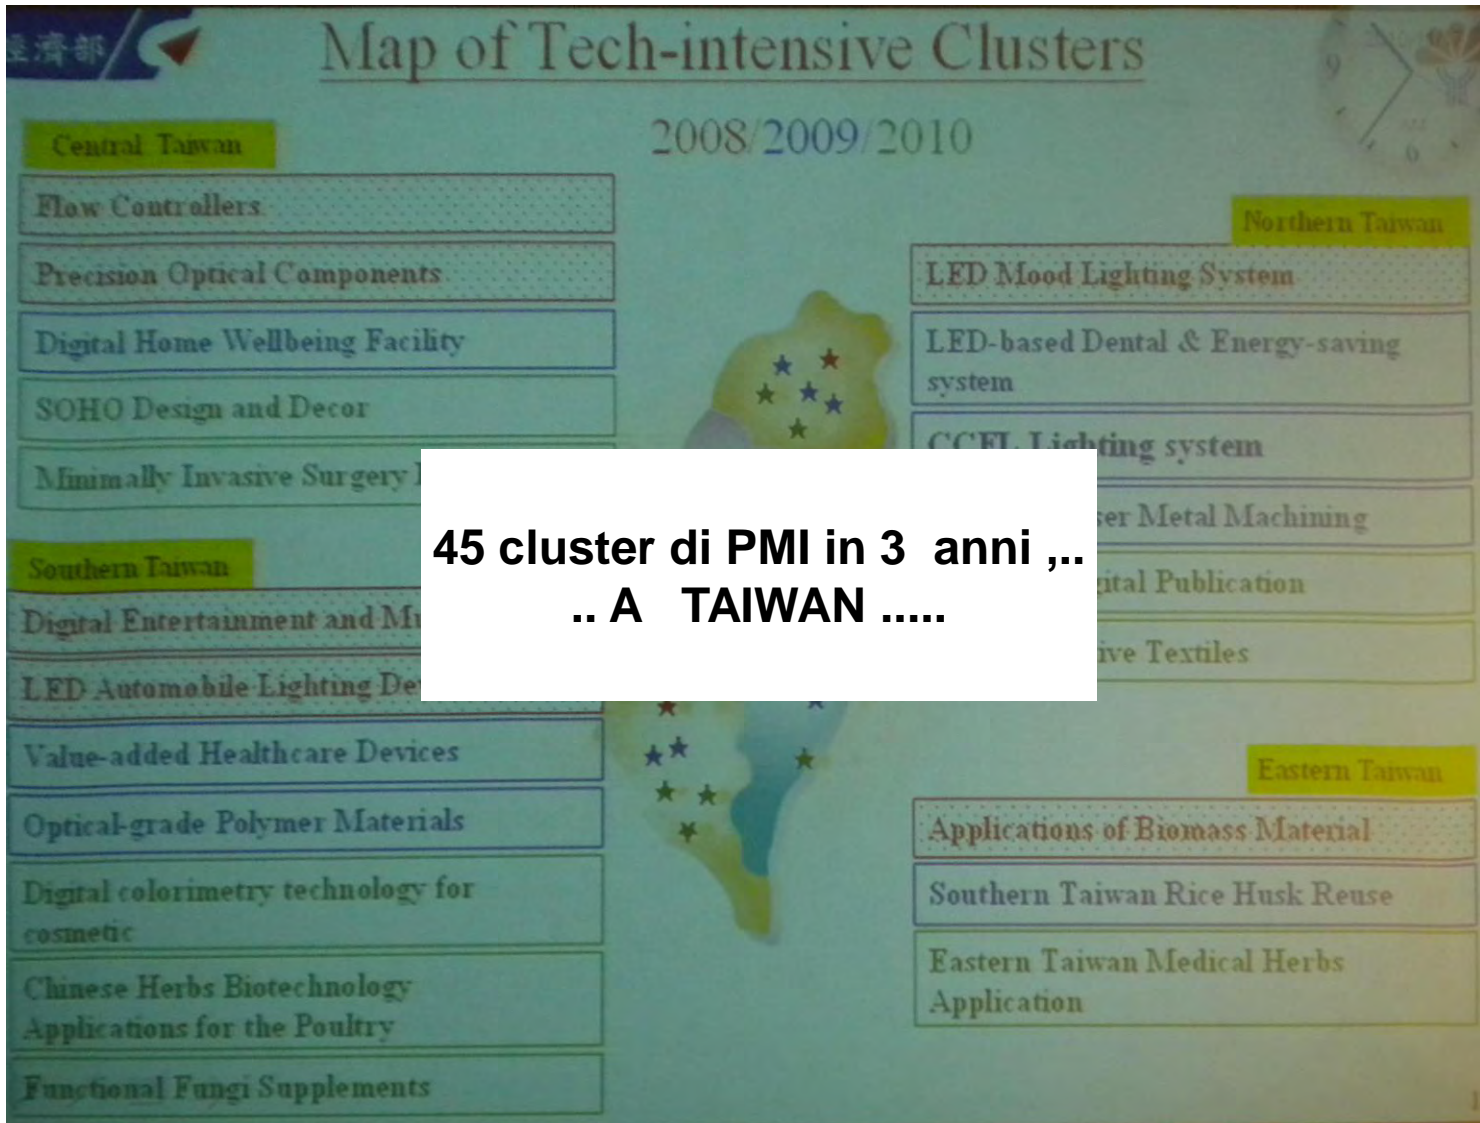 經濟部
Map of Tech-intensive Clusters
2008/2009/2010
9
6
Central Taiwan
Flow Controllers
Precision Optical Components
Digital Home Wellbeing Facility
SOHO Design and Decor
Minimally Invasive Surgery
Southern Taiwan
Digital Entertainment and
LED Automobile Lighting
Value-added Healthcare Devices
Optical-grade Polymer Materials
Digital colorimetry technology for
cosmetic
Chinese Herbs Biotechnology
Applications for the Poultry
Functional Fungi Supplements
45 cluster di PMI in 3 anni ,..
.. A TAIWAN .....
Northern Taiwan
LED Mood Lighting System
LED-based Dental & Energy-saving
system
CCFL Lighting system
Metal Machining
Publication
Textiles
Eastern Taiwan
Applications of Biomass Material
Southern Taiwan Rice Husk Reuse
Eastern Taiwan Medical Herbs
Application